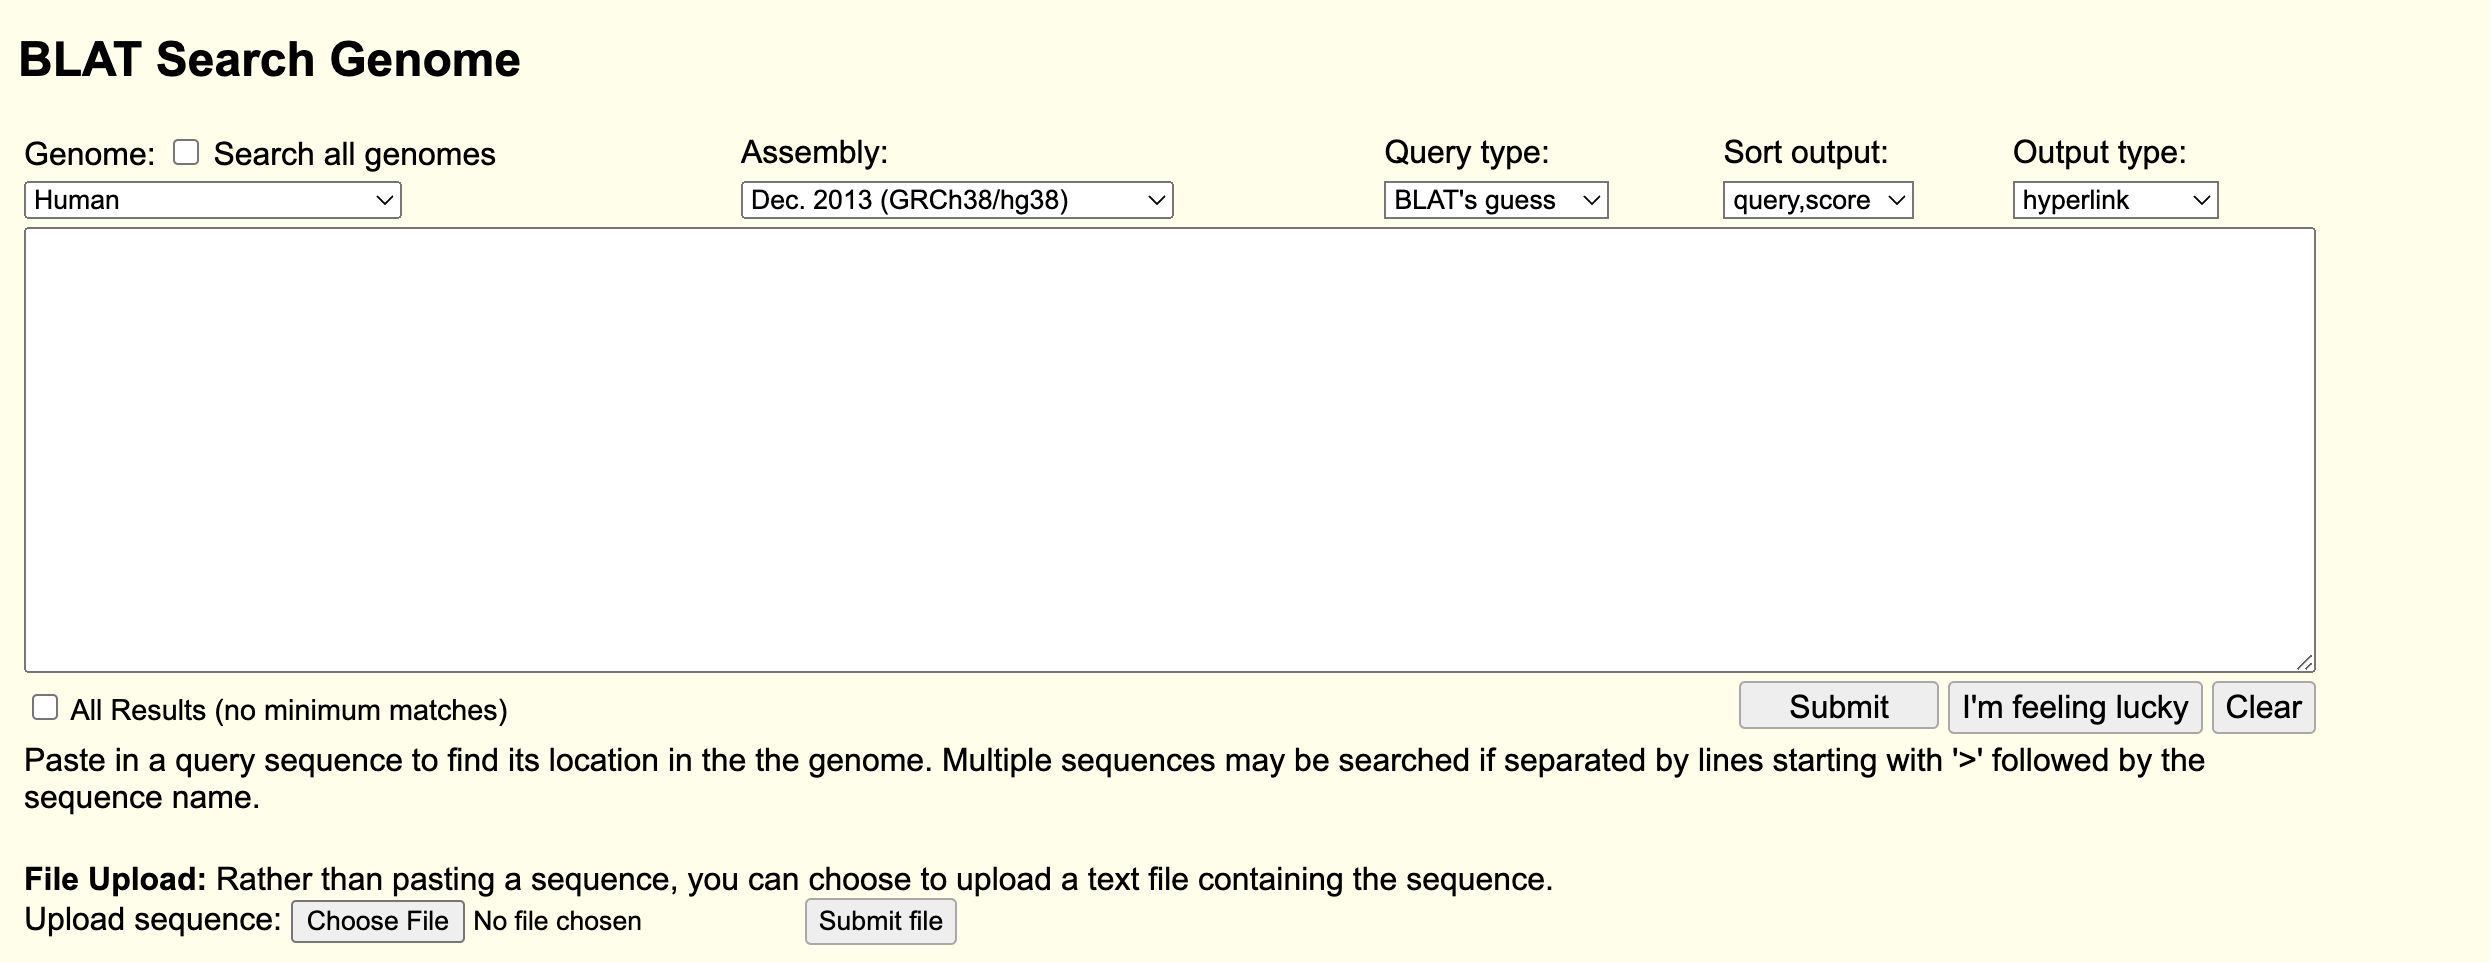 BLAT Search Genome
Genome: Search all genomes Assembly: Query type: Sort output: Output type:
Human Dec. 2013 (GRCh38/hg38) BLAT's guess query,score hyperlink
All Results (no minimum matches) Submit I'm feeling lucky Clear
Paste in a query sequence to find its location in the the genome. Multiple sequences may be searched if separated by lines starting with '>' followed by the
sequence name.
File Upload: Rather than pasting a sequence, you can choose to upload a text file containing the sequence.
Upload sequence: Choose File No file chosen Submit file